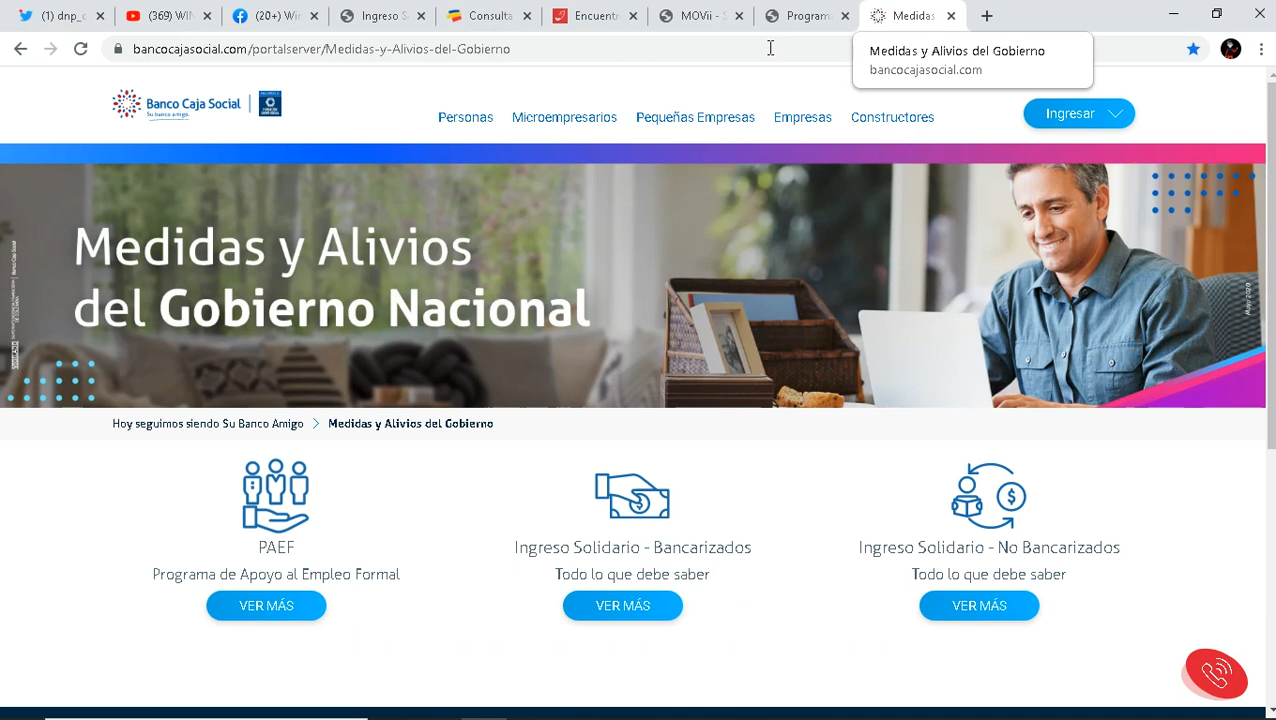 (1) dnp_c
(369) WI
(20+) Wi
Ingreso S
Consulta
Encuent
MOVii - S
Program
Medidas
bancocajasocial.com/portalserver/Medidas-y-Alivios-del-Gobierno
Medidas y Alivios del Gobierno
bancocajasocial.com
Banco Caja Social
Su banco amigo.
Personas
Microempresarios
Pequeñas Empresas
Empresas
Constructores
Ingresar
Medidas y Alivios
del Gobierno Nacional
Hoy seguimos siendo Su Banco Amigo
Medidas y Alivios del Gobierno
PAEF
Programa de Apoyo al Empleo Formal
VER MÁS
Ingreso Solidario - Bancarizados
Todo lo que debe saber
VER MÁS
Ingreso Solidario - No Bancarizados
Todo lo que debe saber
VER MÁS